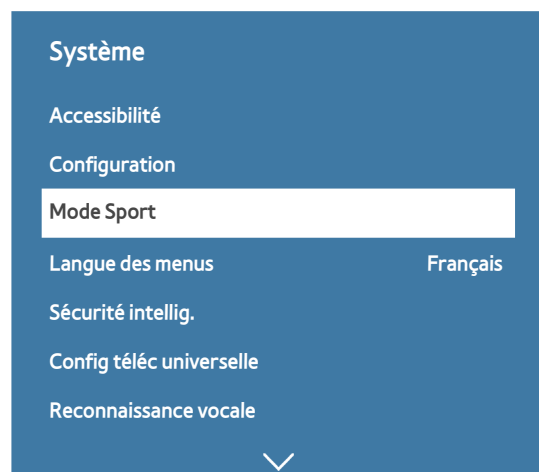 Système
Accessibilité
Configuration
Mode Sport
Langue des menus Français
Sécurité intellig.
Config téléc universelle
Reconnaissance vocale